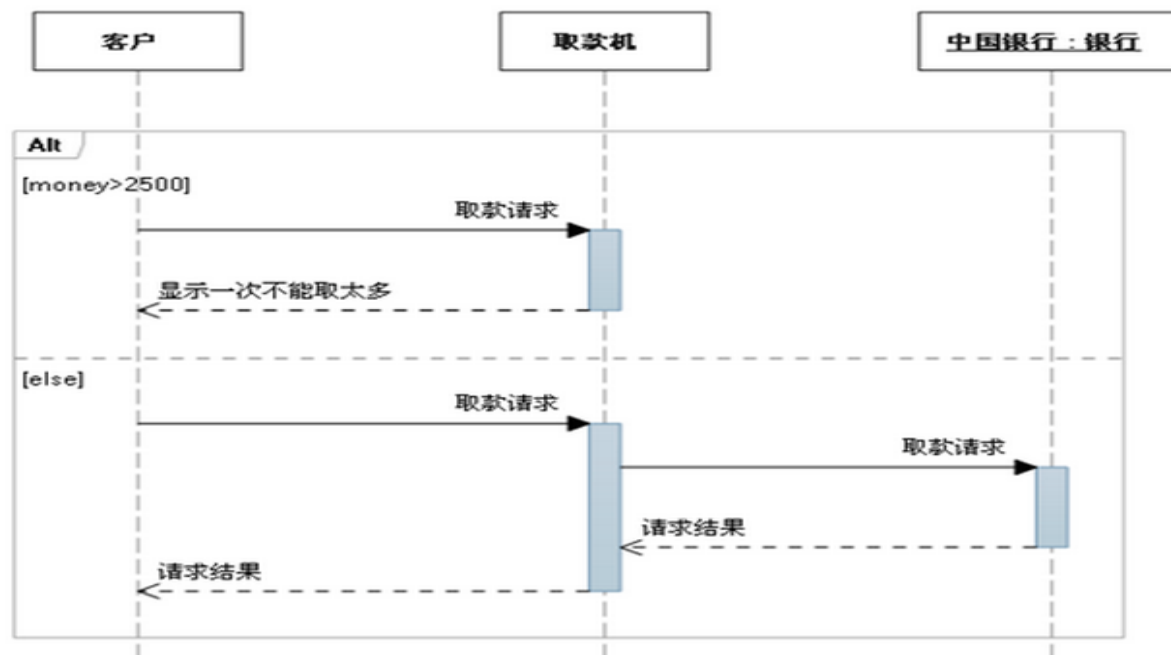 客户
取款机
中国银行：银行
Alt
[money>2500]
取款请求
显示一次不能取太多
[else]
取款请求
取款请求
请求结果
请求结果